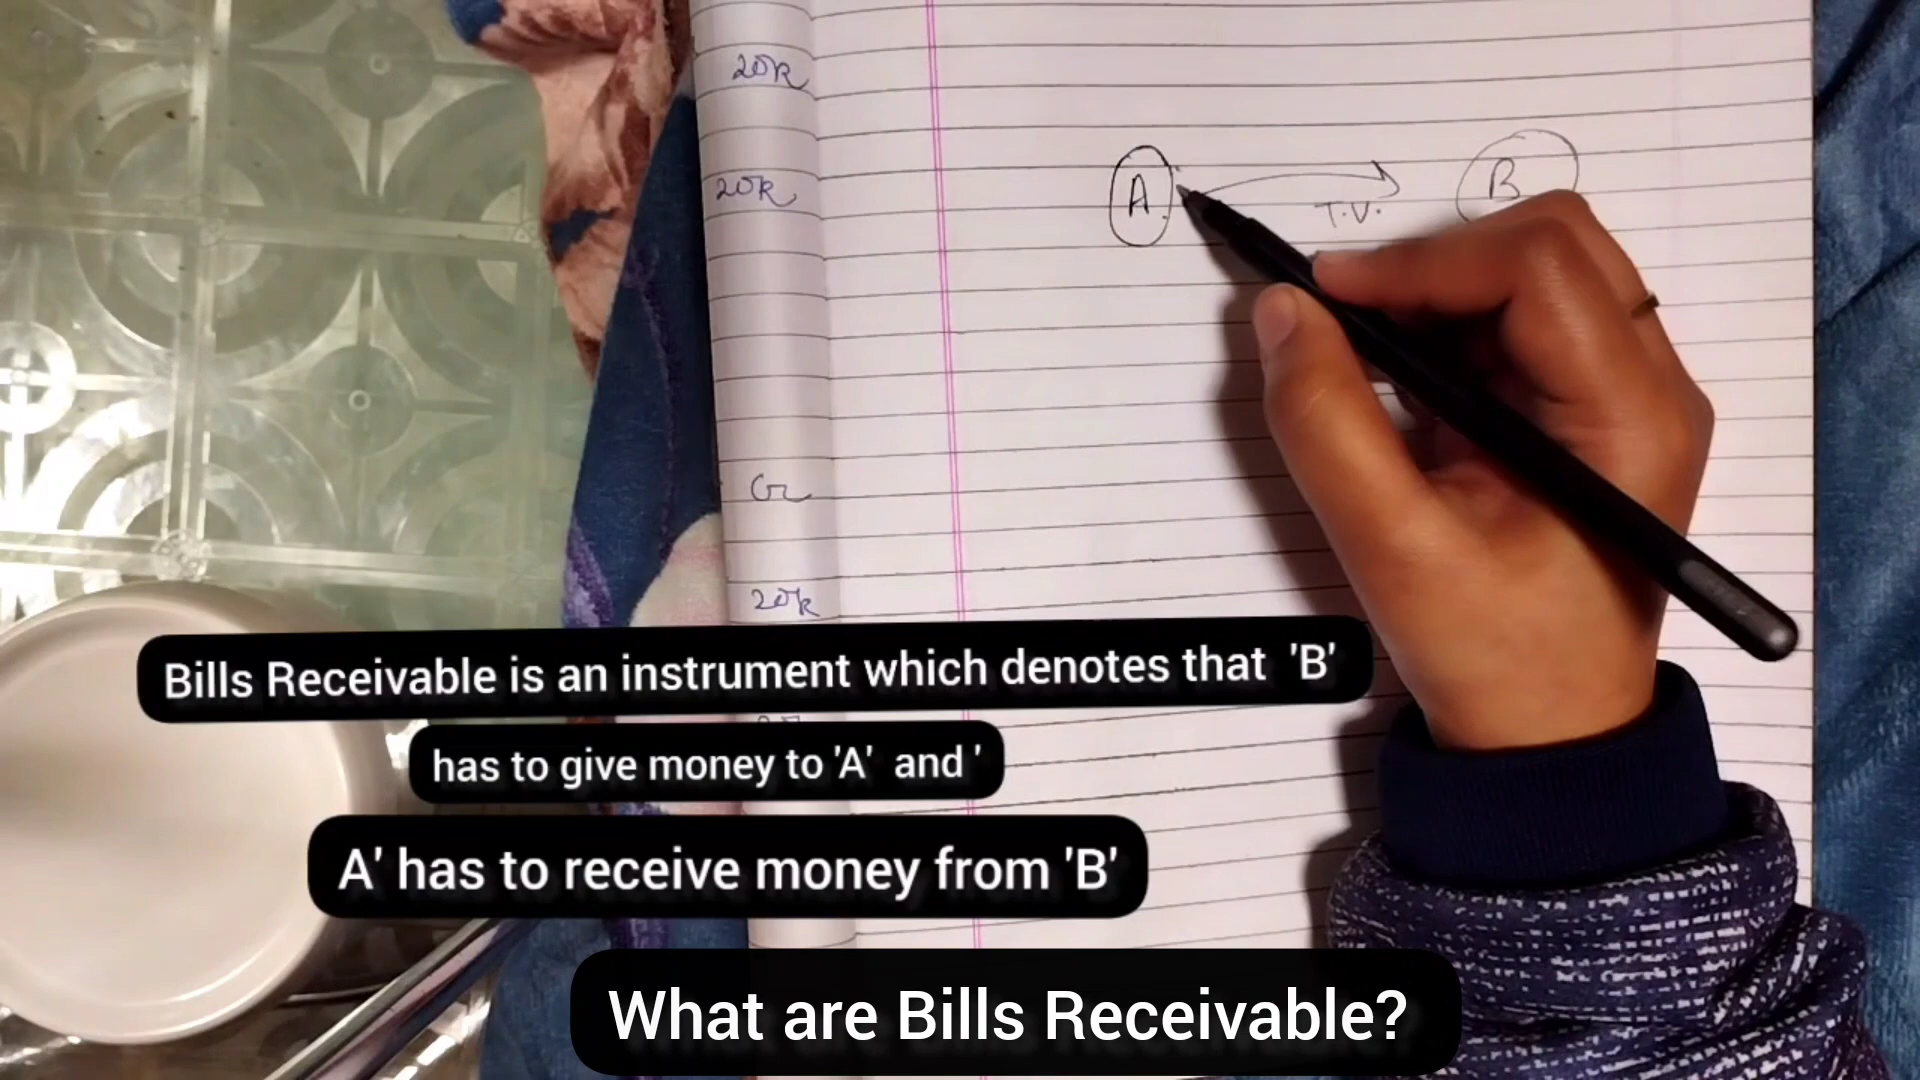 20k
20k
A
T.V.
B
Cr
20k
Bills Receivable is an instrument which denotes that 'B'
has to give money to 'A' and '
A' has to receive money from 'B'
What are Bills Receivable?